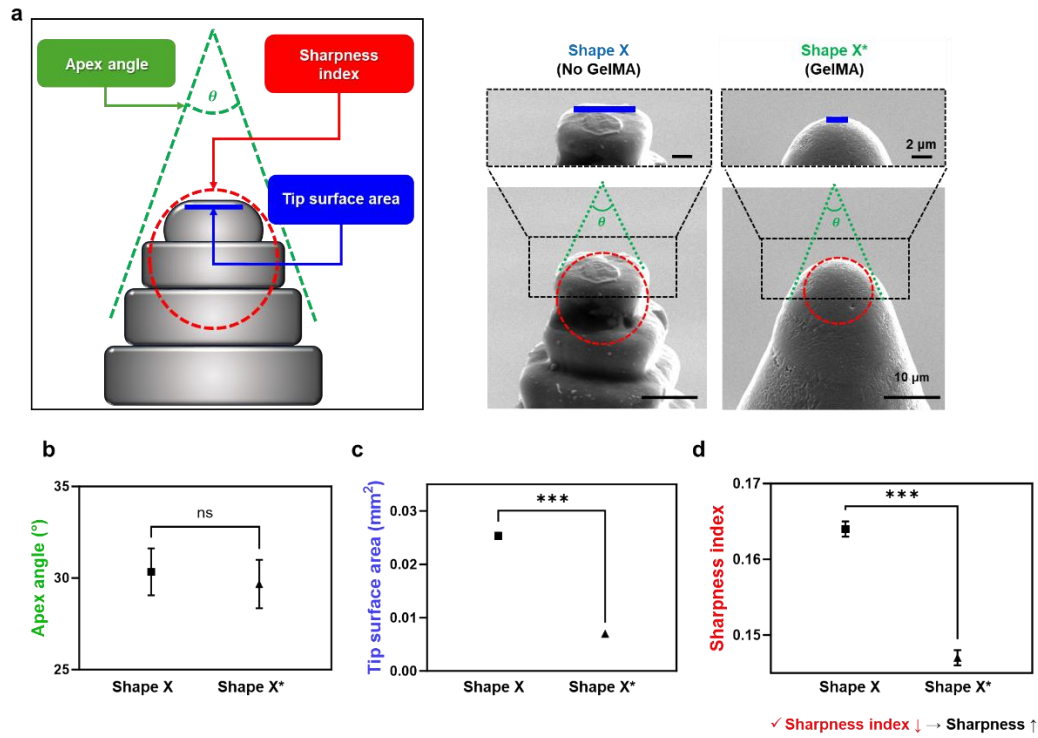 a
Apex angle
Sharpness
index
θ
Tip surface area
Shape X
(No GelMA)
Shape X*
(GelMA)
2 μm
θ
θ
10 μm
b
Apex angle (°)
35
30
25
ns
Shape X
Shape X*
c
Tip surface area (mm²)
0.03
0.02
0.01
0.00
***
Shape X
Shape X*
d
Sharpness index
0.17
0.16
0.15
***
Shape X
Shape X*
✓ Sharpness index ↓ → Sharpness ↑